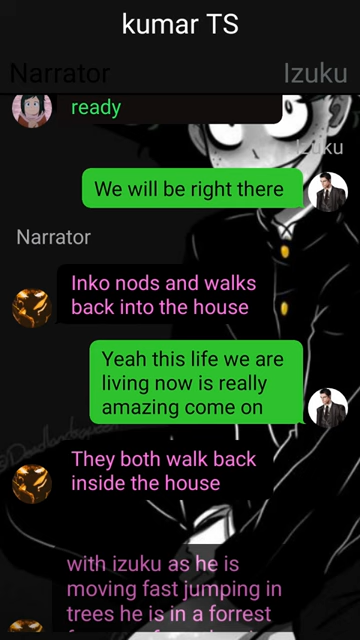 kumar TS
Narrator
Izuku
ready
Izuku
We will be right there
Narrator
Inko nods and walks
back into the house
Yeah this life we are
living now is really
amazing come on
They both walk back
inside the house
with izuku as he is
moving fast jumping in
trees he is in a forrest